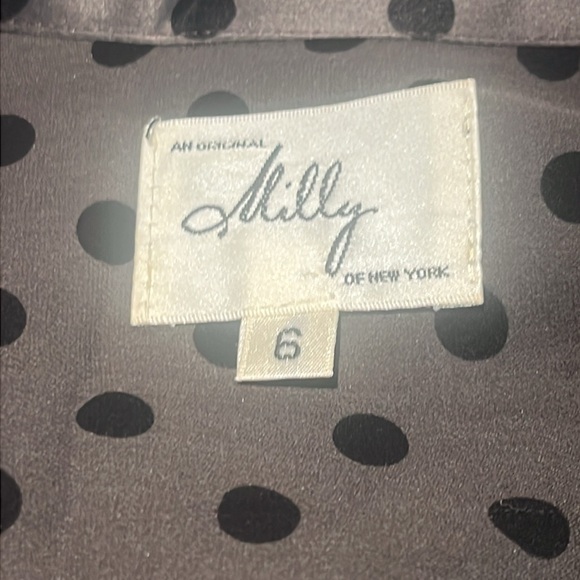 AN ORIGINAL
Milly
OF NEW YORK
6